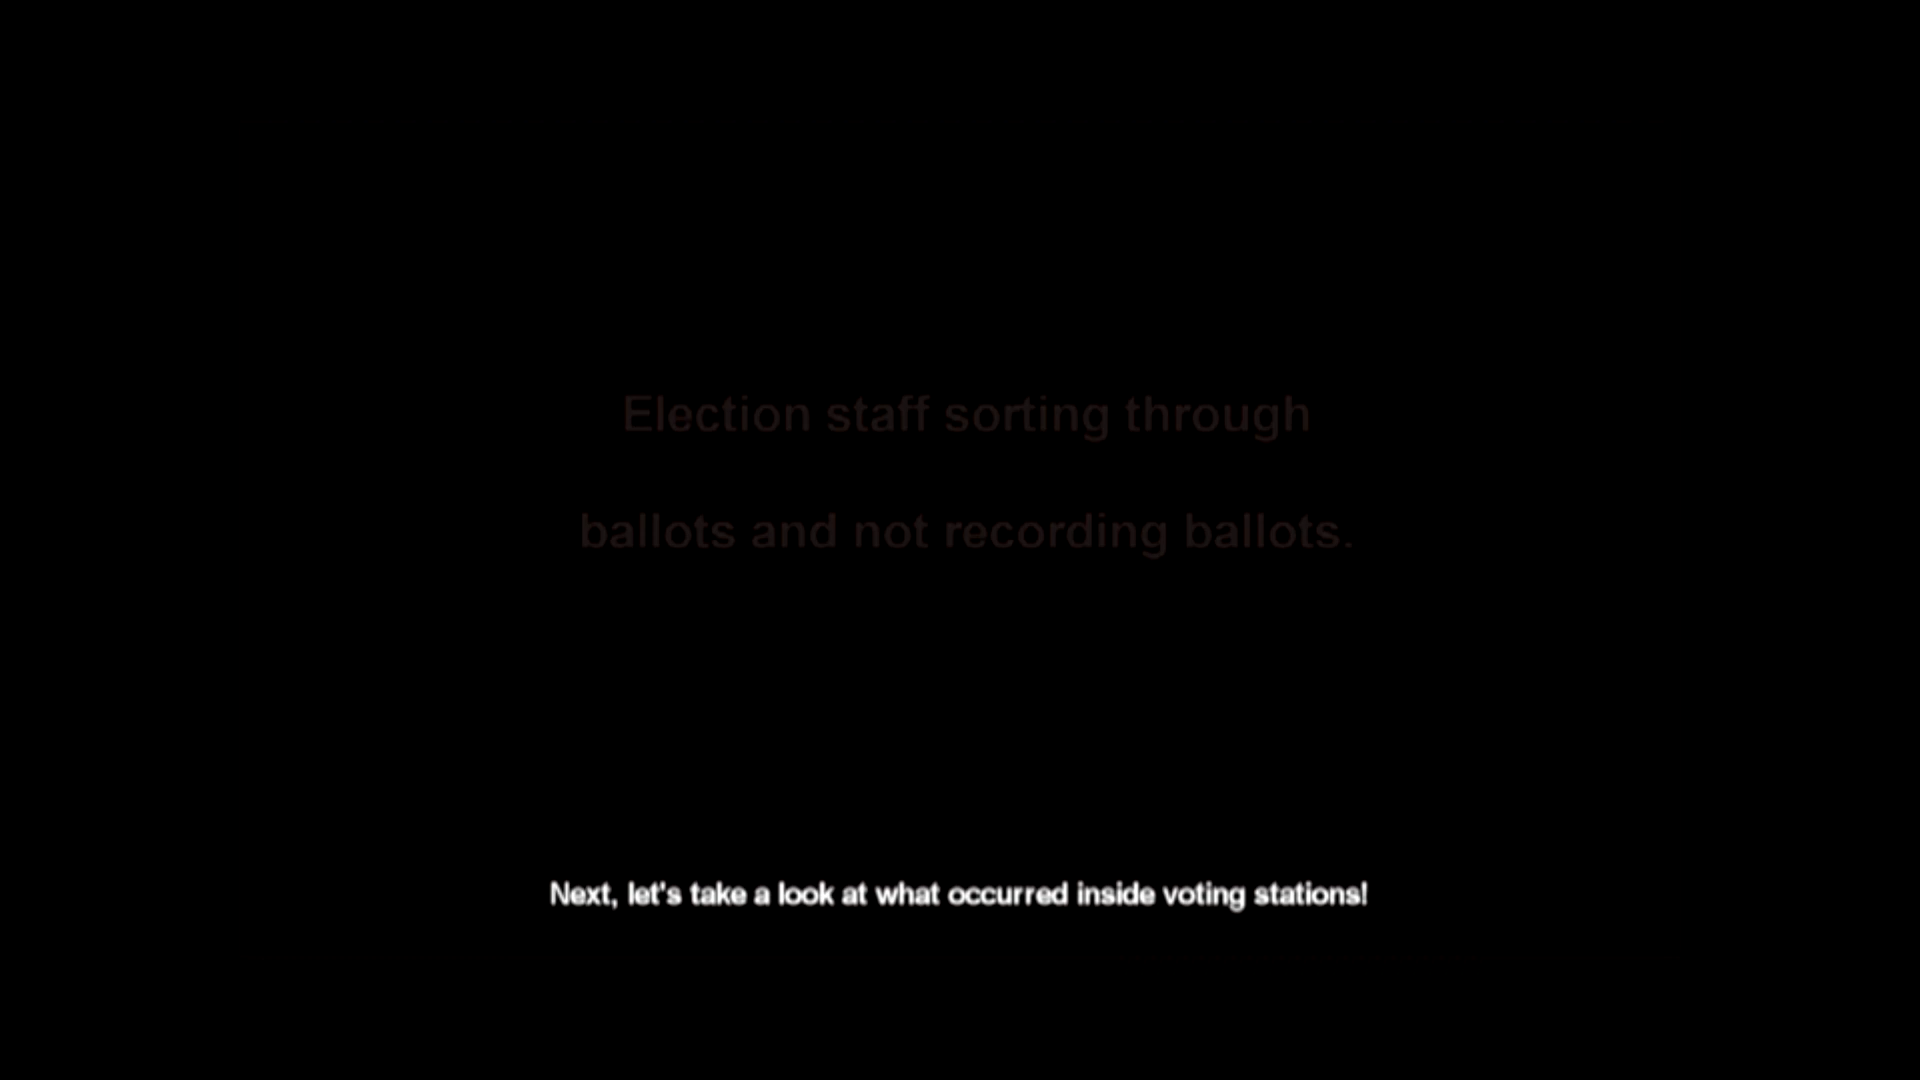 Election staff sorting through
ballots and not recording ballots.
Next, let's take a look at what occurred inside voting stations!